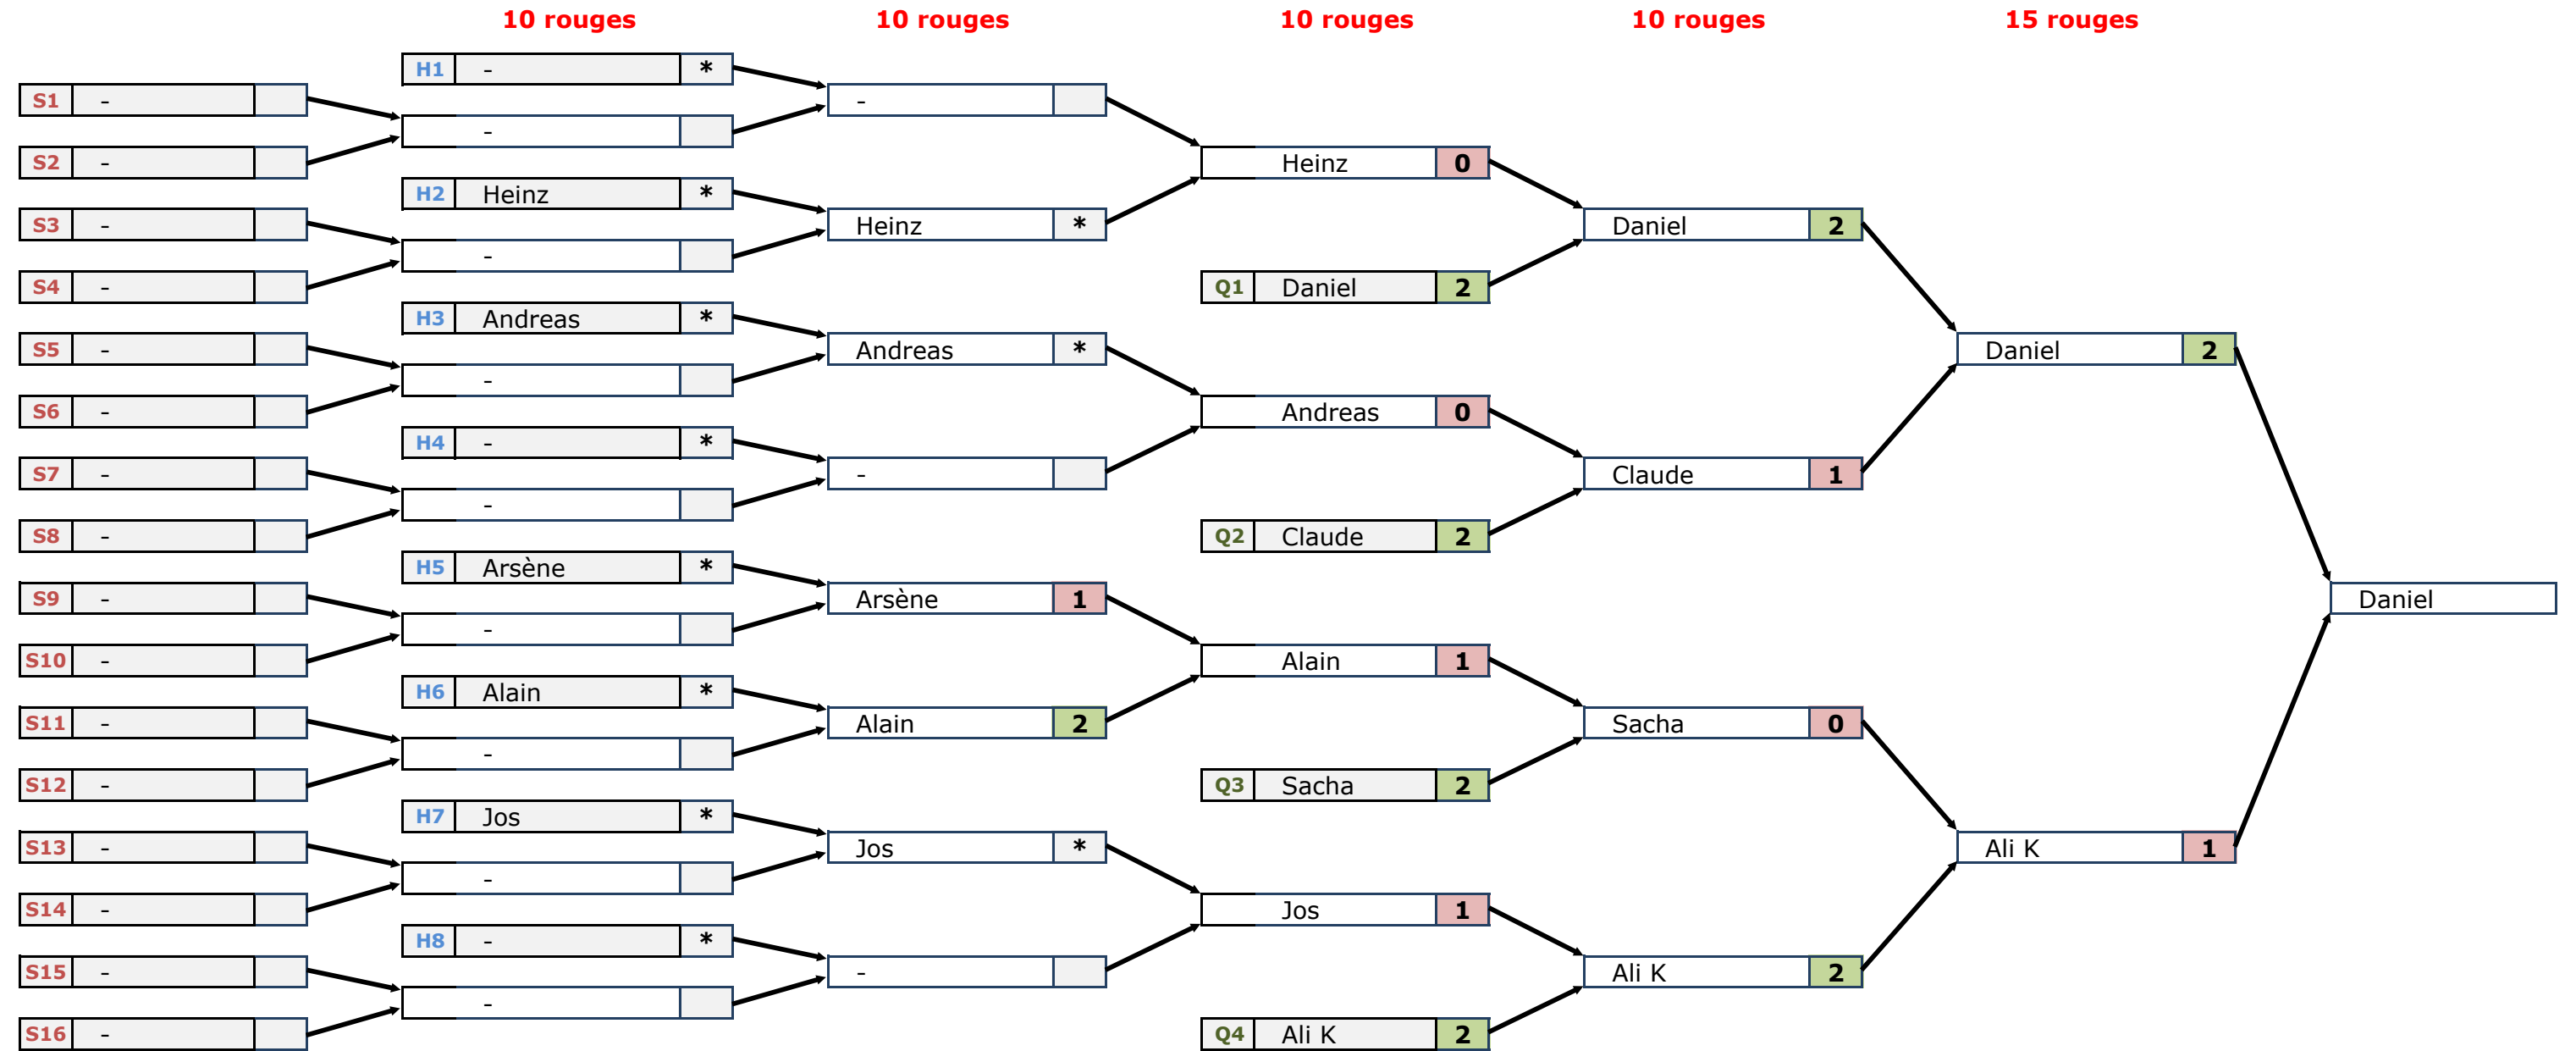 10 rouges 10 rouges 10 rouges 10 rouges 15 rouges
H1 - *
S1 - -
-
S2 - Heinz 0
H2 Heinz *
S3 - Heinz * Daniel 2
-
S4 - Q1 Daniel 2
H3 Andreas *
S5 - Andreas * Daniel 2
-
S6 - Andreas 0
H4 - *
S7 - - Claude 1
-
S8 - Q2 Claude 2
H5 Arsène *
S9 - Arsène 1 Daniel
-
S10 - Alain 1
H6 Alain *
S11 - Alain 2 Sacha 0
-
S12 - Q3 Sacha 2
H7 Jos *
S13 - Jos * Ali K 1
-
S14 - Jos 1
H8 - *
S15 - - Ali K 2
-
S16 - Q4 Ali K 2